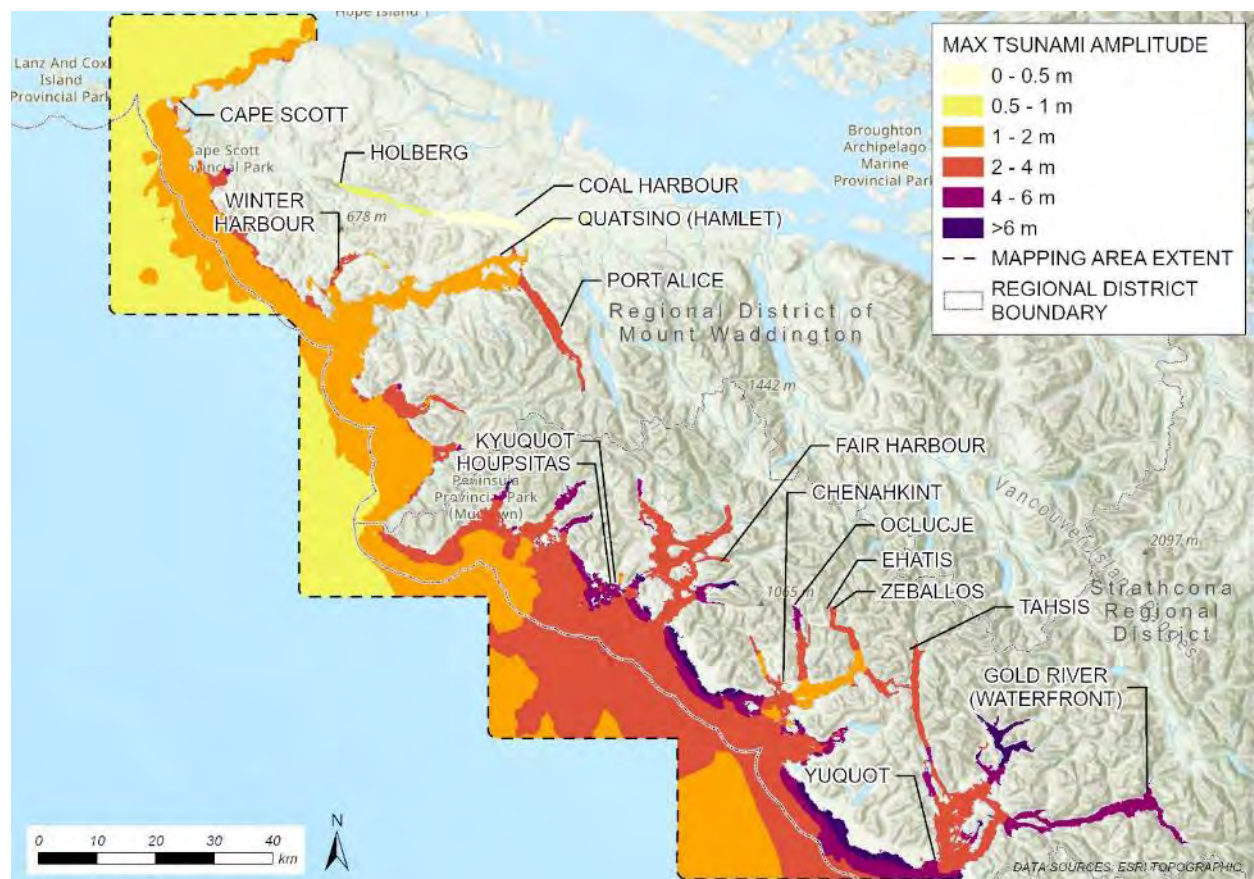 Hope Island
Lanz And Cox
Island
Provincial Park
CAPE SCOTT
Cape Scott
Provincial Park
HOLBERG
WINTER
HARBOUR
678 m
COAL HARBOUR
QUATSINO (HAMLET)
PORT ALICE
Broughton
Archipelago
Marine
Provincial Park
Regional District of
Mount Waddington
1442 m
KYUQUOT
HOUPSITAS
Peninsula
Provincial Park
FAIR HARBOUR
CHENAHKINT
OCLUCJE
EHATIS
ZEBALLOS
TAHSIS
1065 m
Vancouver Island
2097 m
Strathcona
Regional
District
GOLD RIVER
(WATERFRONT)
YUQUOT
MAX TSUNAMI AMPLITUDE
0 - 0.5 m
0.5 - 1 m
1 - 2 m
2 - 4 m
4 - 6 m
>6 m
MAPPING AREA EXTENT
REGIONAL DISTRICT
BOUNDARY
0 10 20 30 40
km
N
DATA SOURCES: ESRI TOPOGRAPHIC